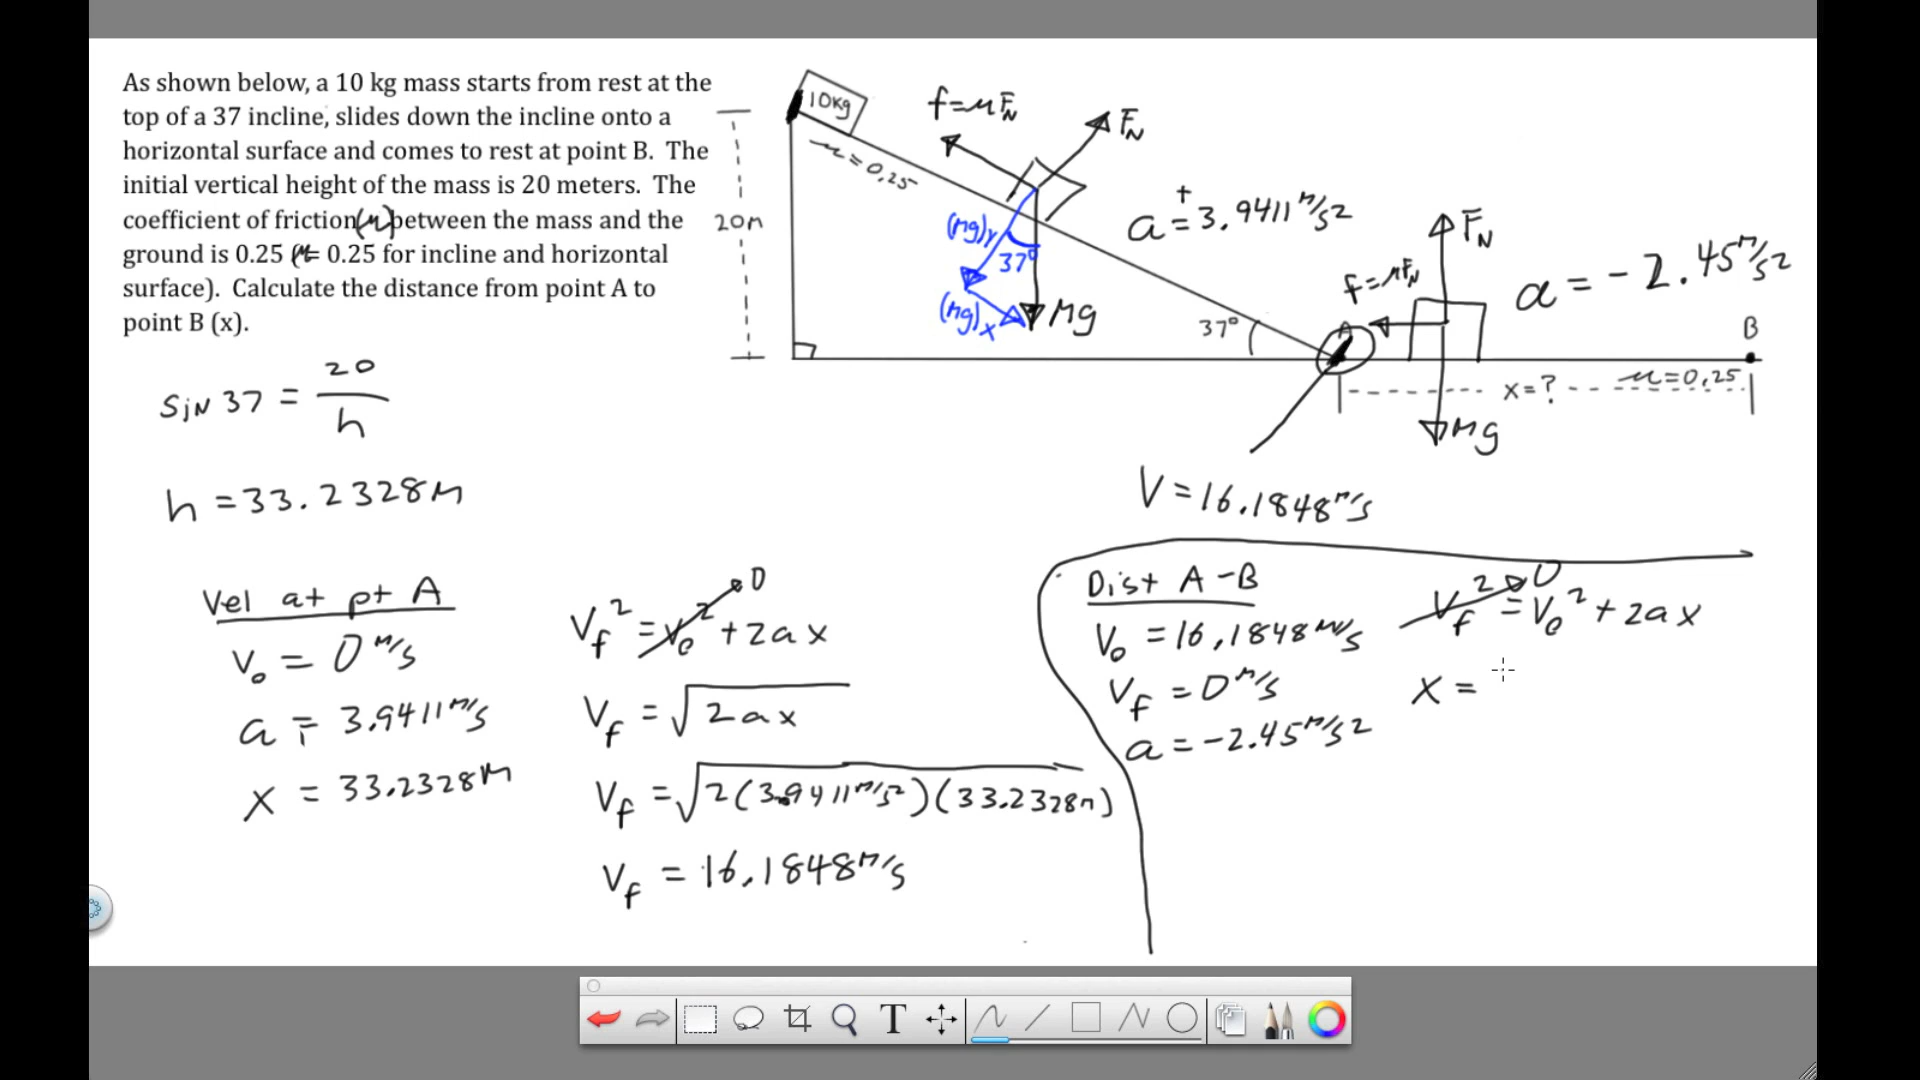 As shown below, a 10 kg mass starts from rest at the
top of a 37 incline, slides down the incline onto a
horizontal surface and comes to rest at point B. The
initial vertical height of the mass is 20 meters. The
coefficient of friction (μ) between the mass and the
ground is 0.25 (μ = 0.25 for incline and horizontal
surface). Calculate the distance from point A to
point B (x).
20m
10kg
μ = 0.25
f = μFN
FN
(Mg)y
37°
(Mg)x
Mg
a = +3.9411 m/s2
37°
A
f = μFN
FN
Mg
a = -2.45 m/s2
B
x = ?
μ = 0.25
V = 16.1848 m/s
SiN 37 = 20/h
h = 33.2328 M
Vel at pt A
Vo = 0 m/s
a = +3.9411 m/s
X = 33.2328 M
Vf² = Vo² + 2ax
0
Vf = √2ax
Vf = √2(3.9411 m/s²)(33.2328m)
Vf = 16.1848 m/s
Dist A-B
Vo = 16.1848 m/s
Vf = 0 m/s
a = -2.45 m/s2
Vf² = Vo² + 2ax
0
X =
T